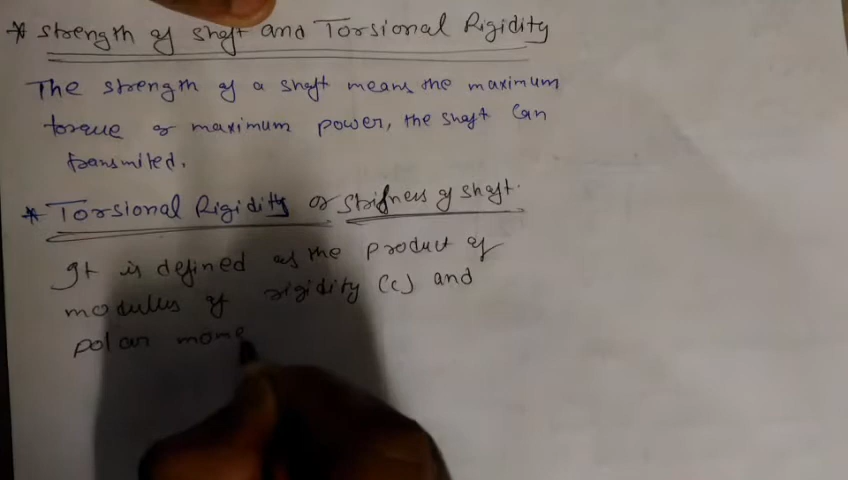 * Strength of shaft and Torsional Rigidity
The strength of a shaft means the maximum
torque or maximum power, the shaft can
transmited.
* Torsional Rigidity or stifness of shaft.
It is defined as the product of
modulus of rigidity (c) and
polar mome